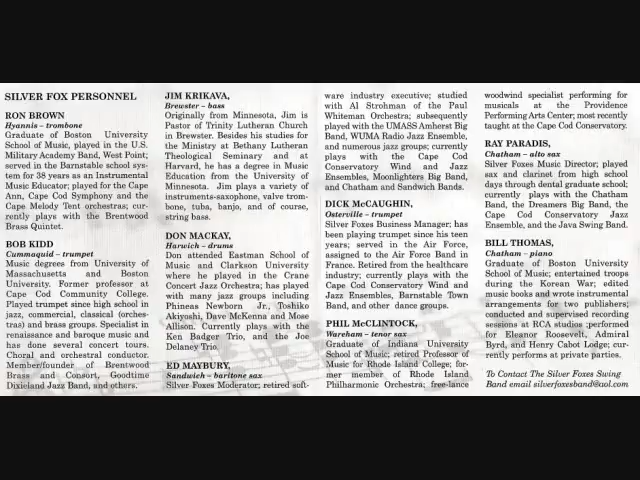 SILVER FOX PERSONNEL
RON BROWN
Hyannis – trombone
Graduate of Boston University
School of Music, played in the U.S.
Military Academy Band, West Point;
served in the Barnstable school sys-
tem for 38 years as an Instrumental
Music Educator; played for the Cape
Ann, Cape Cod Symphony and the
Cape Melody Tent orchestras; cur-
rently plays with the Brentwood
Brass Quintet.
BOB KIDD
Cummaquid – trumpet
Music degrees from University of
Massachusetts and Boston
University. Former professor at
Cape Cod Community College.
Played trumpet since high school in
jazz, commercial, classical (orches-
tras) and brass groups. Specialist in
renaissance and baroque music and
has done several concert tours.
Choral and orchestral conductor.
Member/founder of Brentwood
Brass and Consort, Goodtime
Dixieland Jazz Band, and others.
JIM KRIKAVA,
Brewster – bass
Originally from Minnesota, Jim is
Pastor of Trinity Lutheran Church
in Brewster. Besides his studies for
the Ministry at Bethany Lutheran
Theological Seminary and at
Harvard, he has a degree in Music
Education from the University of
Minnesota. Jim plays a variety of
instruments-saxophone, valve trom-
bone, tuba, banjo, and of course,
string bass.
DON MACKAY,
Harwich – drums
Don attended Eastman School of
Music and Clarkson University
where he played in the Crane
Concert Jazz Orchestra; has played
with many jazz groups including
Phineas Newborn Jr., Toshiko
Akiyoshi, Dave McKenna and Mose
Allison. Currently plays with the
Ken Badger Trio, and the Joe
Delaney Trio.
ED MAYBURY,
Sandwich – baritone sax
Silver Foxes Moderator; retired soft-
ware industry executive; studied
with Al Strohman of the Paul
Whiteman Orchestra; subsequently
played with the UMASS Amherst Big
Band, WUMA Radio Jazz Ensemble,
and numerous jazz groups; currently
plays with the Cape Cod
Conservatory Wind and Jazz
Ensembles, Moonlighters Big Band,
and Chatham and Sandwich Bands.
DICK McCAUGHIN,
Osterville – trumpet
Silver Foxes Business Manager; has
been playing trumpet since his teen
years; served in the Air Force,
assigned to the Air Force Band in
France. Retired from the healthcare
industry; currently plays with the
Cape Cod Conservatory Wind and
Jazz Ensembles, Barnstable Town
Band, and other dance groups.
PHIL McCLINTOCK,
Wareham – tenor sax
Graduate of Indiana University
School of Music; retired Professor of
Music for Rhode Island College; for-
mer member of Rhode Island
Philharmonic Orchestra; free-lance
woodwind specialist performing for
musicals at the Providence
Performing Arts Center; most recently
taught at the Cape Cod Conservatory.
RAY PARADIS,
Chatham – alto sax
Silver Foxes Music Director; played
sax and clarinet from high school
days through dental graduate school;
currently plays with the Chatham
Band, the Dreamers Big Band, the
Cape Cod Conservatory Jazz
Ensemble, and the Java Swing Band.
BILL THOMAS,
Chatham – piano
Graduate of Boston University
School of Music; entertained troops
during the Korean War; edited
music books and wrote instrumental
arrangements for two publishers;
conducted and supervised recording
sessions at RCA studios ;performed
for Eleanor Roosevelt, Admiral
Byrd, and Henry Cabot Lodge; cur-
rently performs at private parties.
To Contact The Silver Foxes Swing
Band email silverfoxesband@aol.com